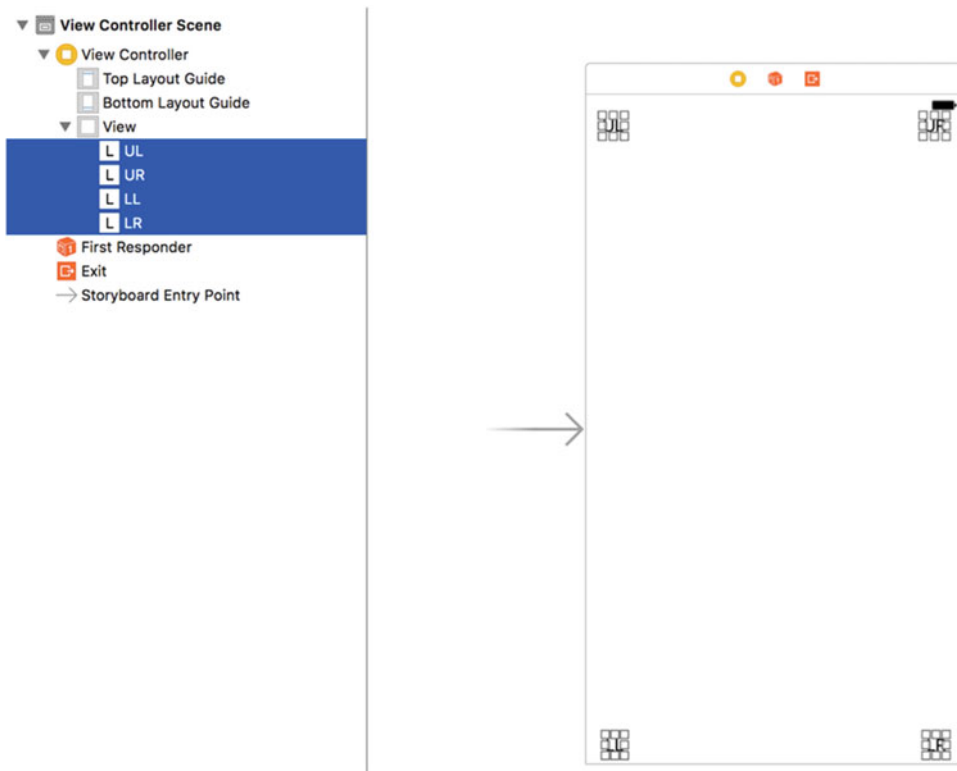 View Controller Scene
View Controller
Top Layout Guide
Bottom Layout Guide
View
L UL
L UR
L LL
L LR
First Responder
Exit
Storyboard Entry Point
UL
UR
LL
LR